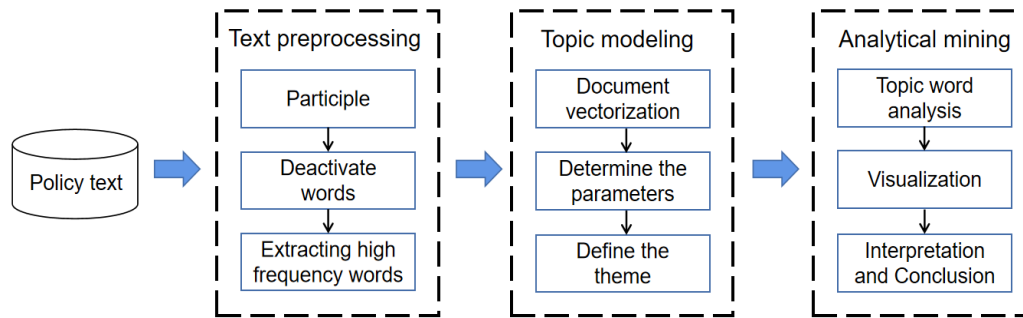 Policy text
Text preprocessing
Participle
Deactivate
words
Extracting high
frequency words
Topic modeling
Document
vectorization
Determine the
parameters
Define the
theme
Analytical mining
Topic word
analysis
Visualization
Interpretation
and Conclusion